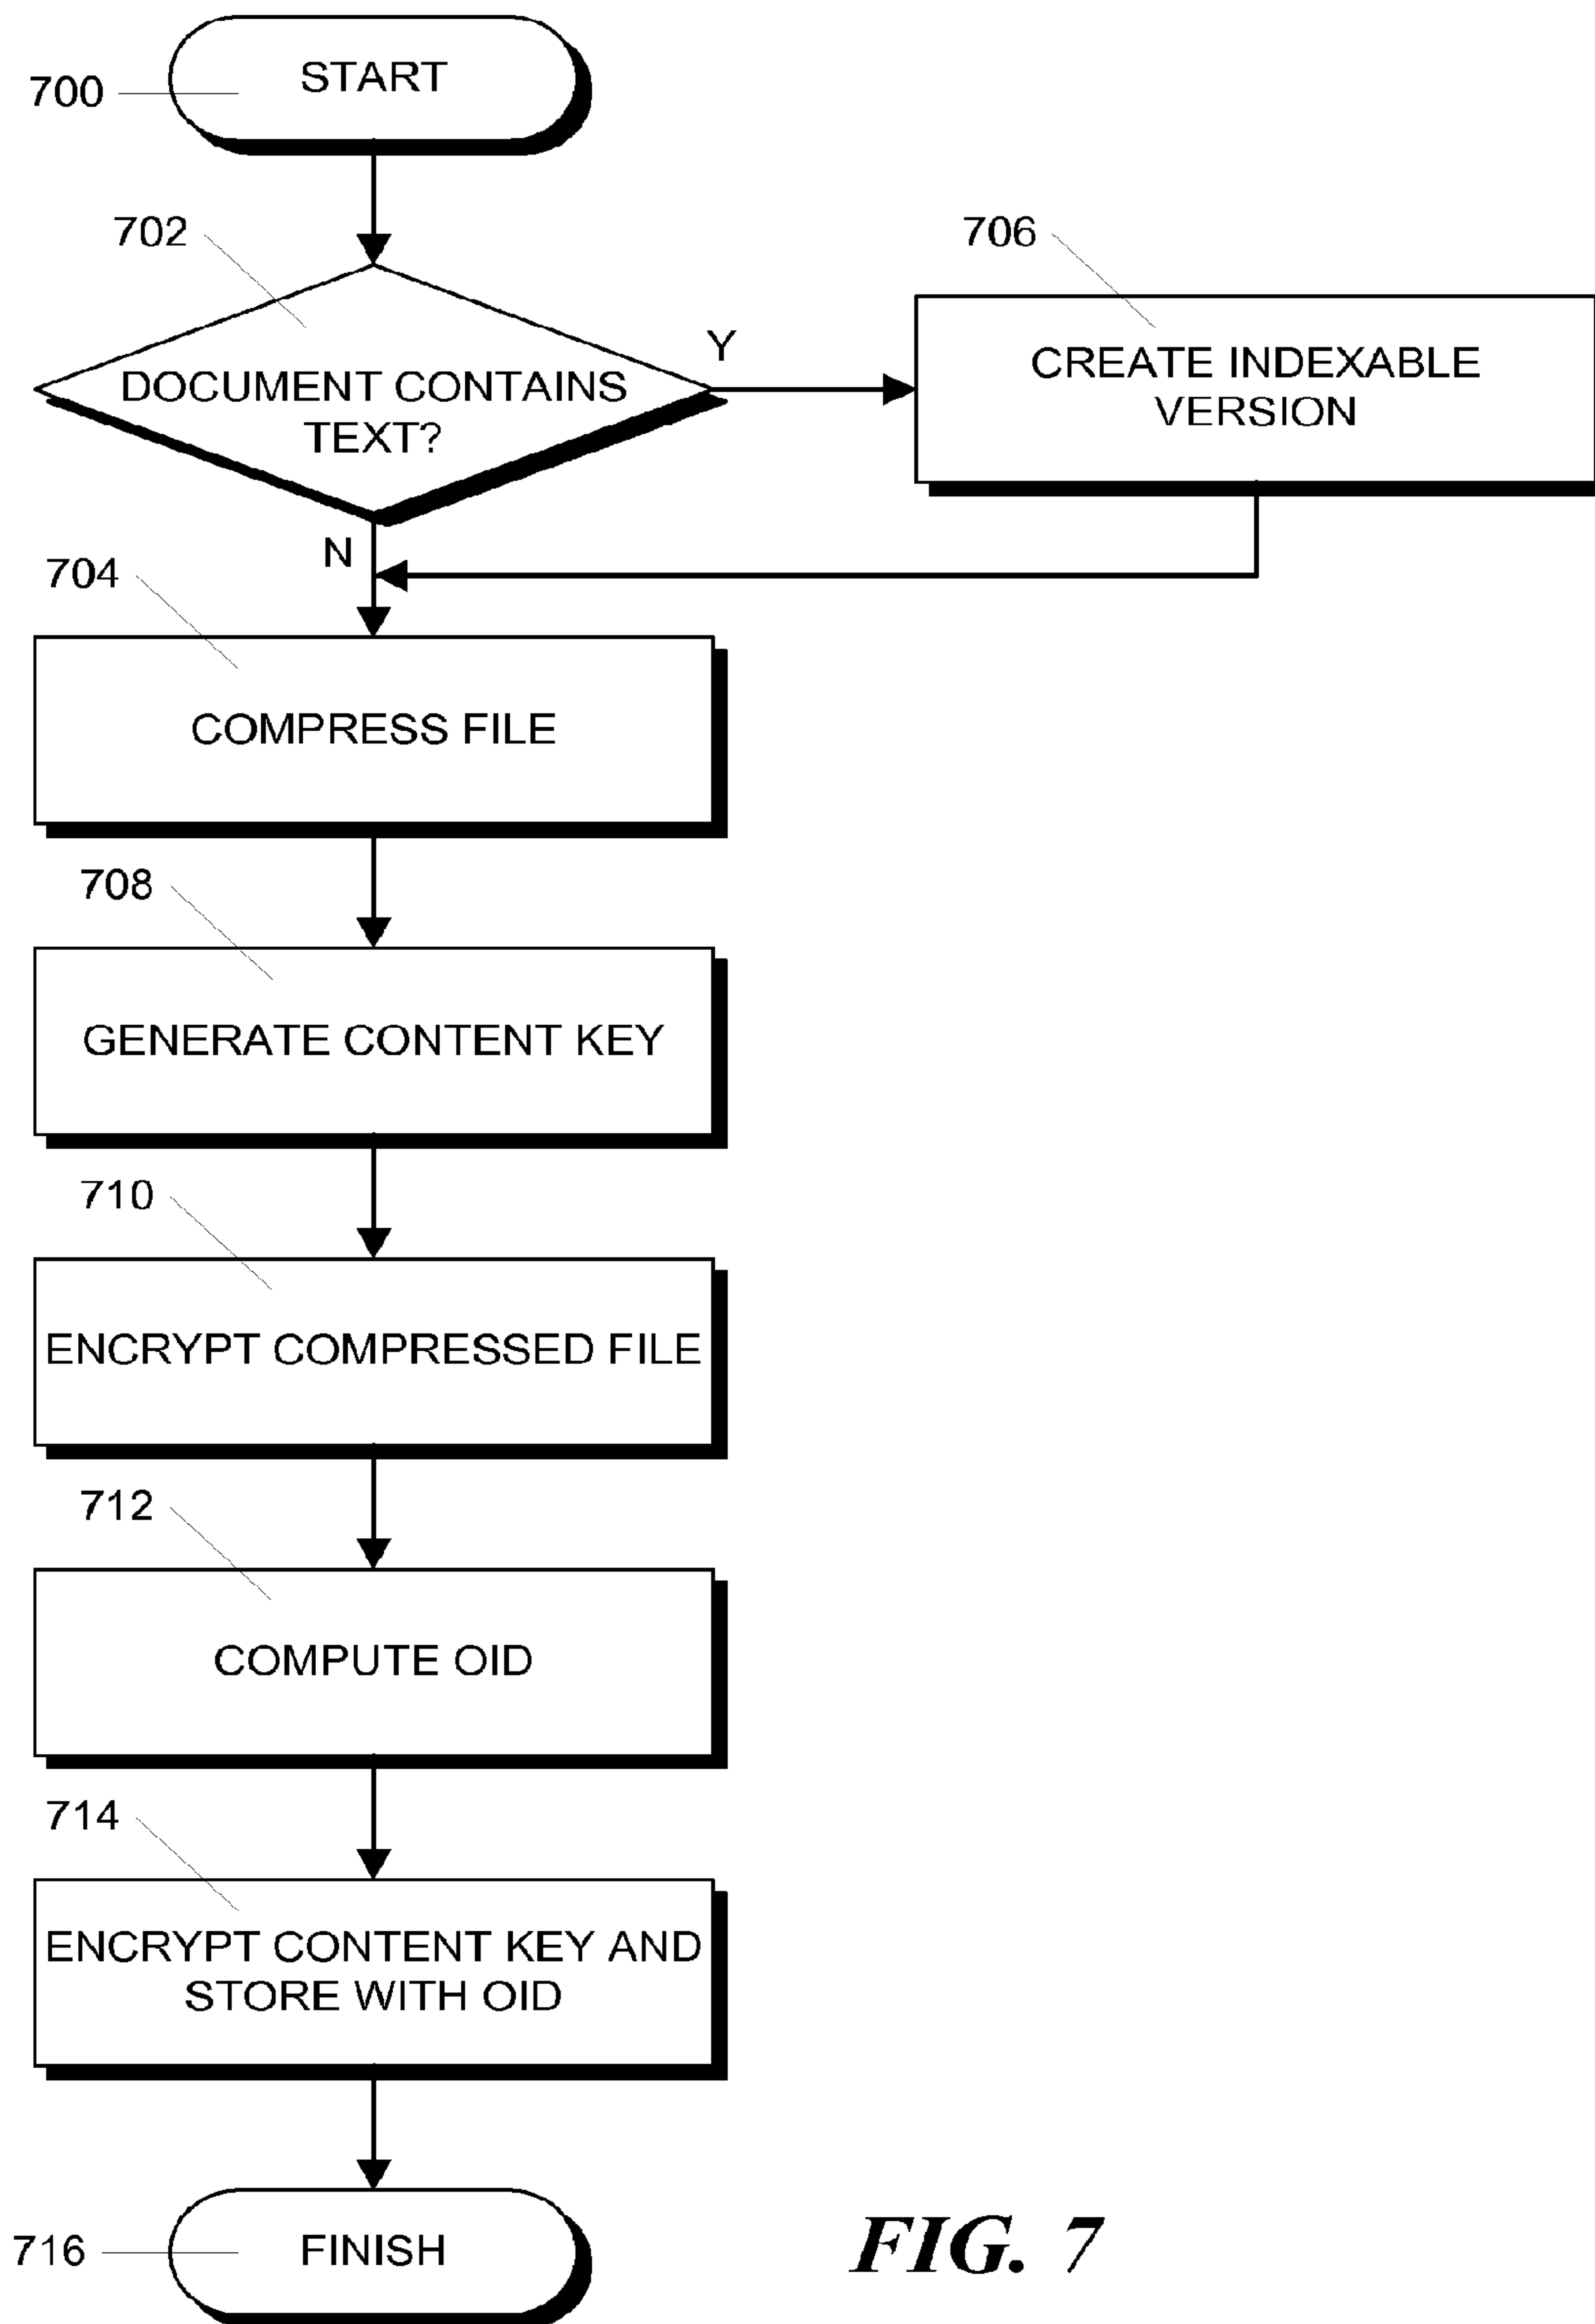 700
START
702
DOCUMENT CONTAINS
TEXT?
Y
706
CREATE INDEXABLE
VERSION
N
704
COMPRESS FILE
708
GENERATE CONTENT KEY
710
ENCRYPT COMPRESSED FILE
712
COMPUTE OID
714
ENCRYPT CONTENT KEY AND
STORE WITH OID
716
FINISH
FIG. 7